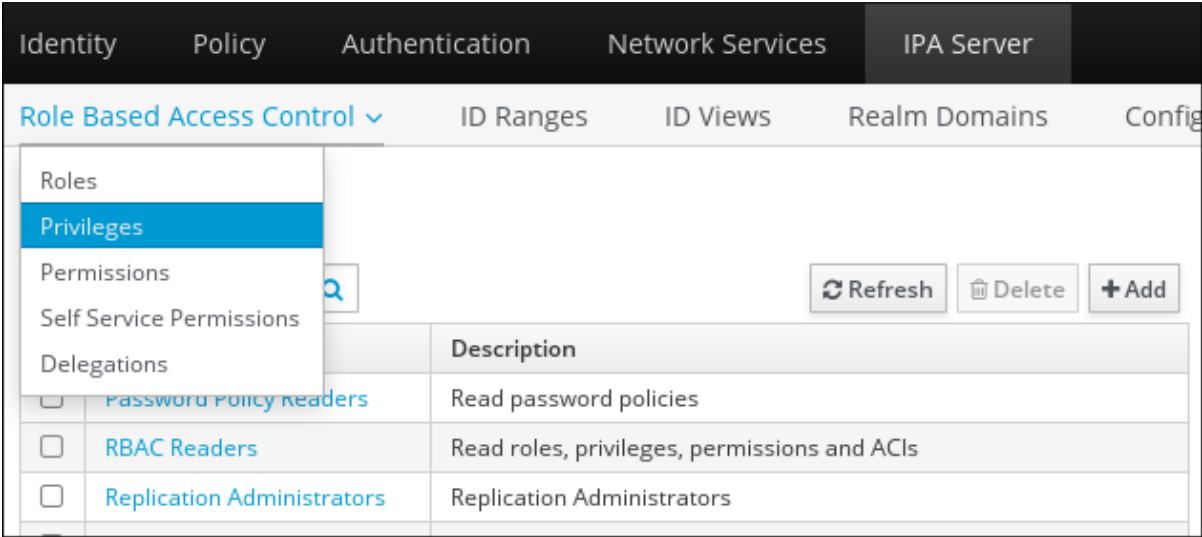 Identity Policy Authentication Network Services IPA Server
Role Based Access Control ID Ranges ID Views Realm Domains Config
Roles
Privileges
Permissions
Self Service Permissions
Delegations
Refresh Delete + Add
Description
Password Policy Readers Read password policies
RBAC Readers Read roles, privileges, permissions and ACIs
Replication Administrators Replication Administrators